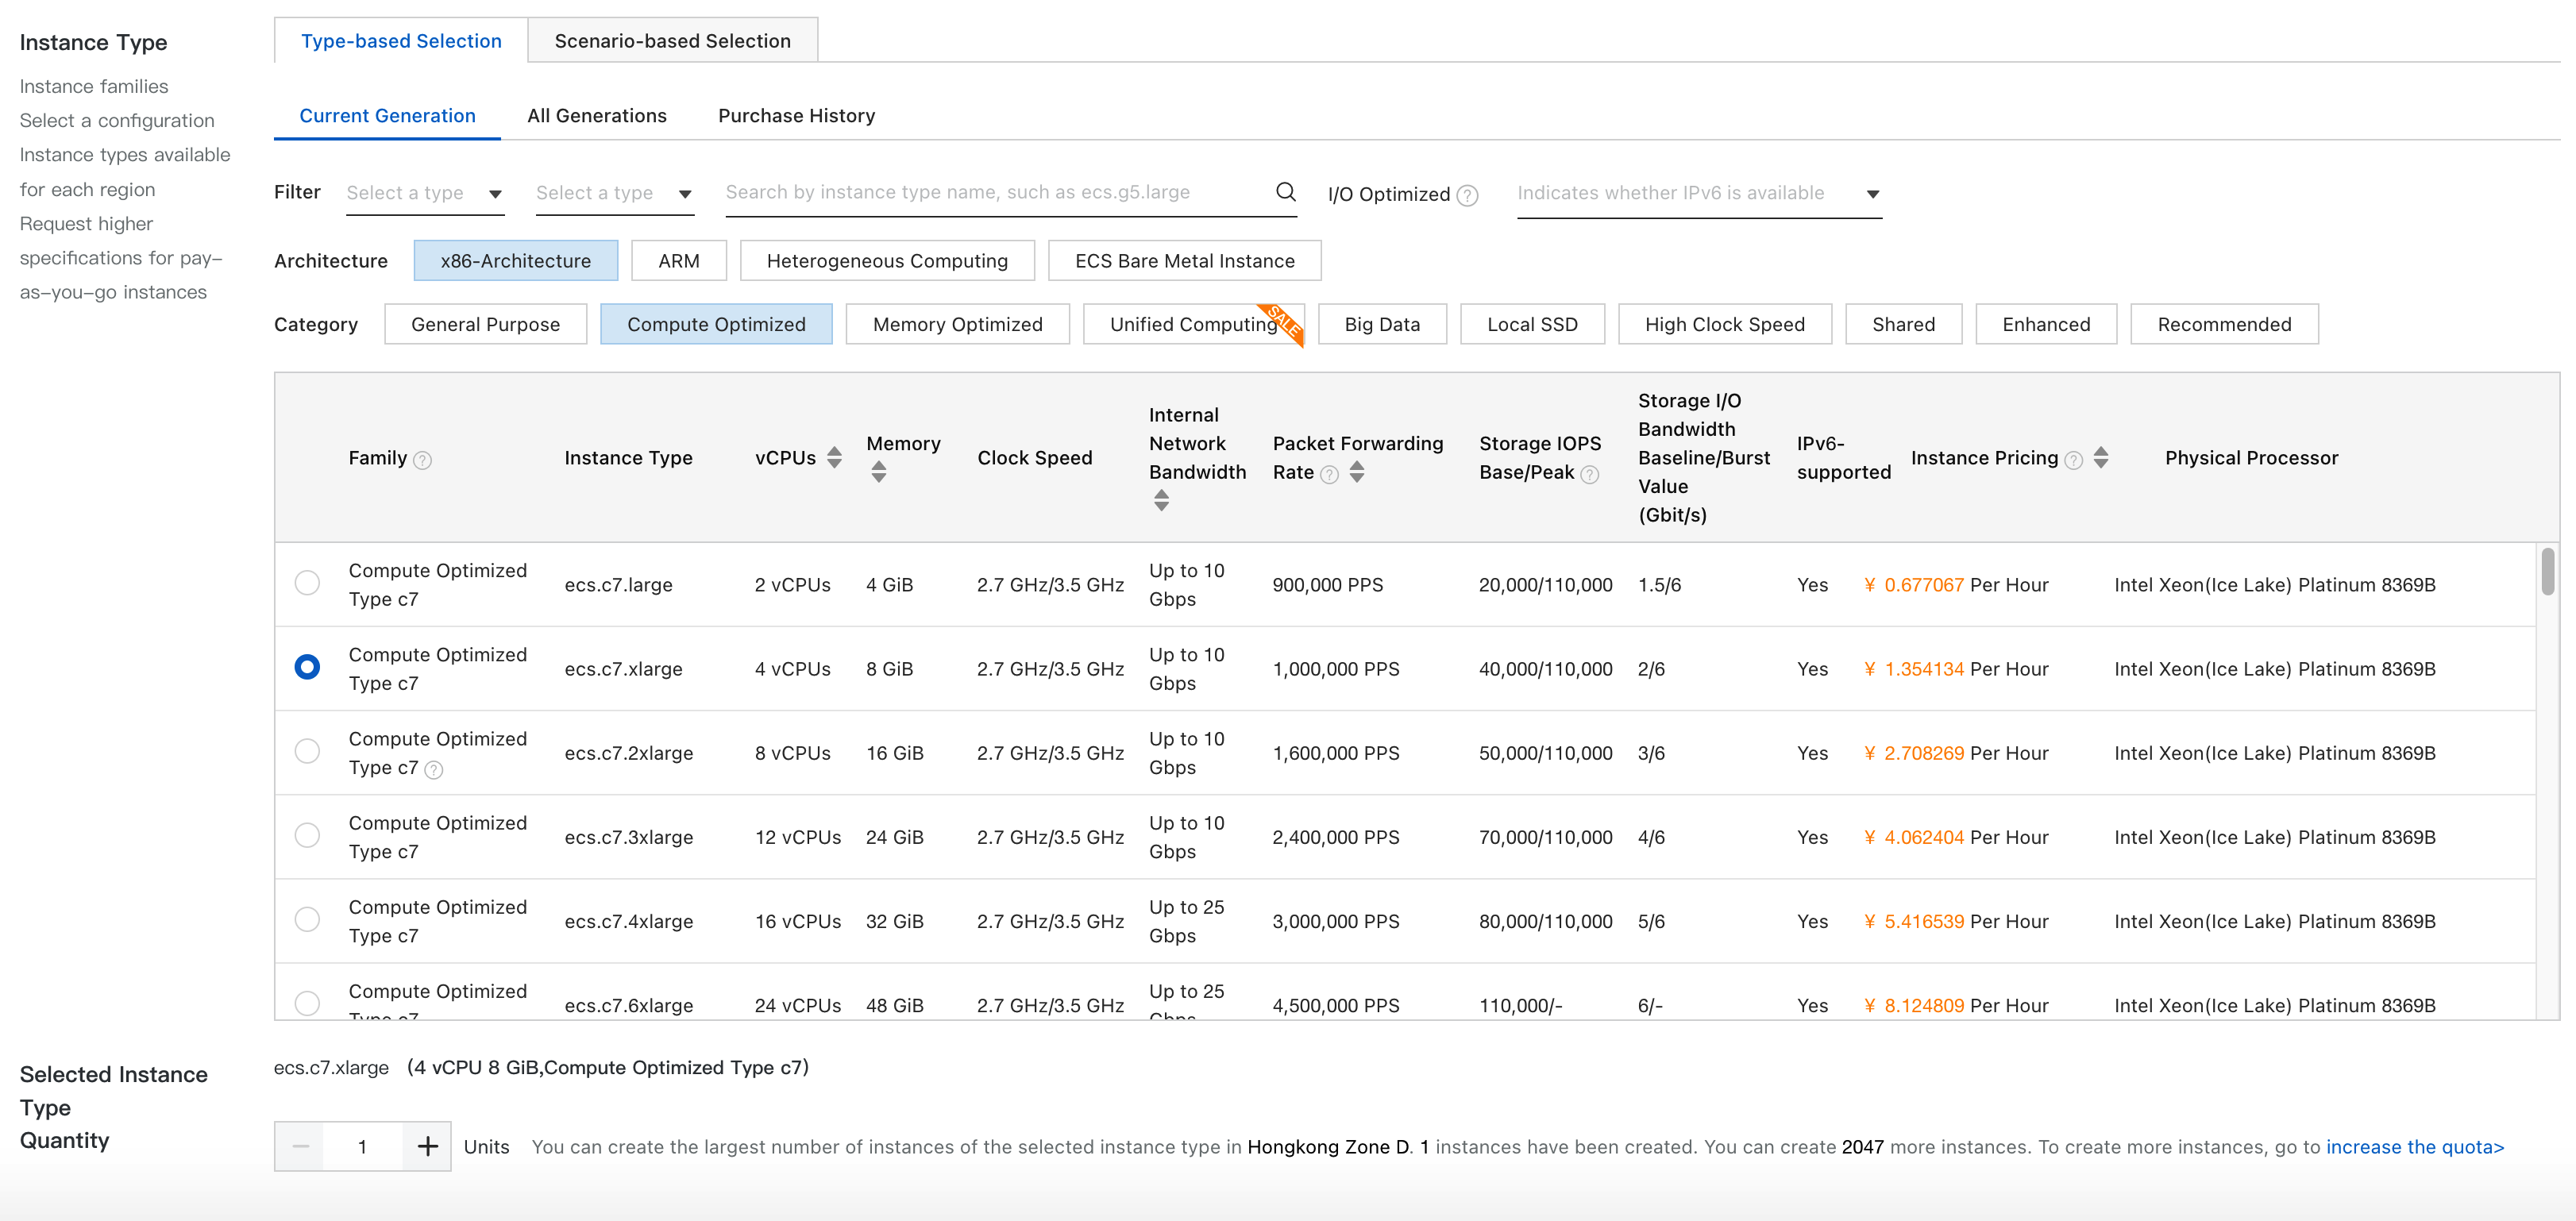 Instance Type
Instance families
Select a configuration
Instance types available
for each region
Request higher
specifications for pay-
as-you-go instances
Type-based Selection
Scenario-based Selection
Current Generation
All Generations
Purchase History
Filter
Select a type
Select a type
Search by instance type name, such as ecs.g5.large
I/O Optimized ?
Indicates whether IPv6 is available
Architecture
x86-Architecture
ARM
Heterogeneous Computing
ECS Bare Metal Instance
Category
General Purpose
Compute Optimized
Memory Optimized
Unified Computing
SALE
Big Data
Local SSD
High Clock Speed
Shared
Enhanced
Recommended
Family ?
Instance Type
vCPUs
Memory
Clock Speed
Internal
Network
Bandwidth
Packet Forwarding
Rate ?
Storage IOPS
Base/Peak ?
Storage I/O
Bandwidth
Baseline/Burst
Value
(Gbit/s)
IPv6-
supported
Instance Pricing ?
Physical Processor
Compute Optimized
Type c7
ecs.c7.large
2 vCPUs
4 GiB
2.7 GHz/3.5 GHz
Up to 10
Gbps
900,000 PPS
20,000/110,000
1.5/6
Yes
¥ 0.677067 Per Hour
Intel Xeon(Ice Lake) Platinum 8369B
Compute Optimized
Type c7
ecs.c7.xlarge
4 vCPUs
8 GiB
2.7 GHz/3.5 GHz
Up to 10
Gbps
1,000,000 PPS
40,000/110,000
2/6
Yes
¥ 1.354134 Per Hour
Intel Xeon(Ice Lake) Platinum 8369B
Compute Optimized
Type c7 ?
ecs.c7.2xlarge
8 vCPUs
16 GiB
2.7 GHz/3.5 GHz
Up to 10
Gbps
1,600,000 PPS
50,000/110,000
3/6
Yes
¥ 2.708269 Per Hour
Intel Xeon(Ice Lake) Platinum 8369B
Compute Optimized
Type c7
ecs.c7.3xlarge
12 vCPUs
24 GiB
2.7 GHz/3.5 GHz
Up to 10
Gbps
2,400,000 PPS
70,000/110,000
4/6
Yes
¥ 4.062404 Per Hour
Intel Xeon(Ice Lake) Platinum 8369B
Compute Optimized
Type c7
ecs.c7.4xlarge
16 vCPUs
32 GiB
2.7 GHz/3.5 GHz
Up to 25
Gbps
3,000,000 PPS
80,000/110,000
5/6
Yes
¥ 5.416539 Per Hour
Intel Xeon(Ice Lake) Platinum 8369B
Compute Optimized
Type c7
ecs.c7.6xlarge
24 vCPUs
48 GiB
2.7 GHz/3.5 GHz
Up to 25
Gbps
4,500,000 PPS
110,000/-
6/-
Yes
¥ 8.124809 Per Hour
Intel Xeon(Ice Lake) Platinum 8369B
Selected Instance
Type
ecs.c7.xlarge (4 vCPU 8 GiB,Compute Optimized Type c7)
Quantity
1
Units
You can create the largest number of instances of the selected instance type in Hongkong Zone D. 1 instances have been created. You can create 2047 more instances. To create more instances, go to increase the quota>